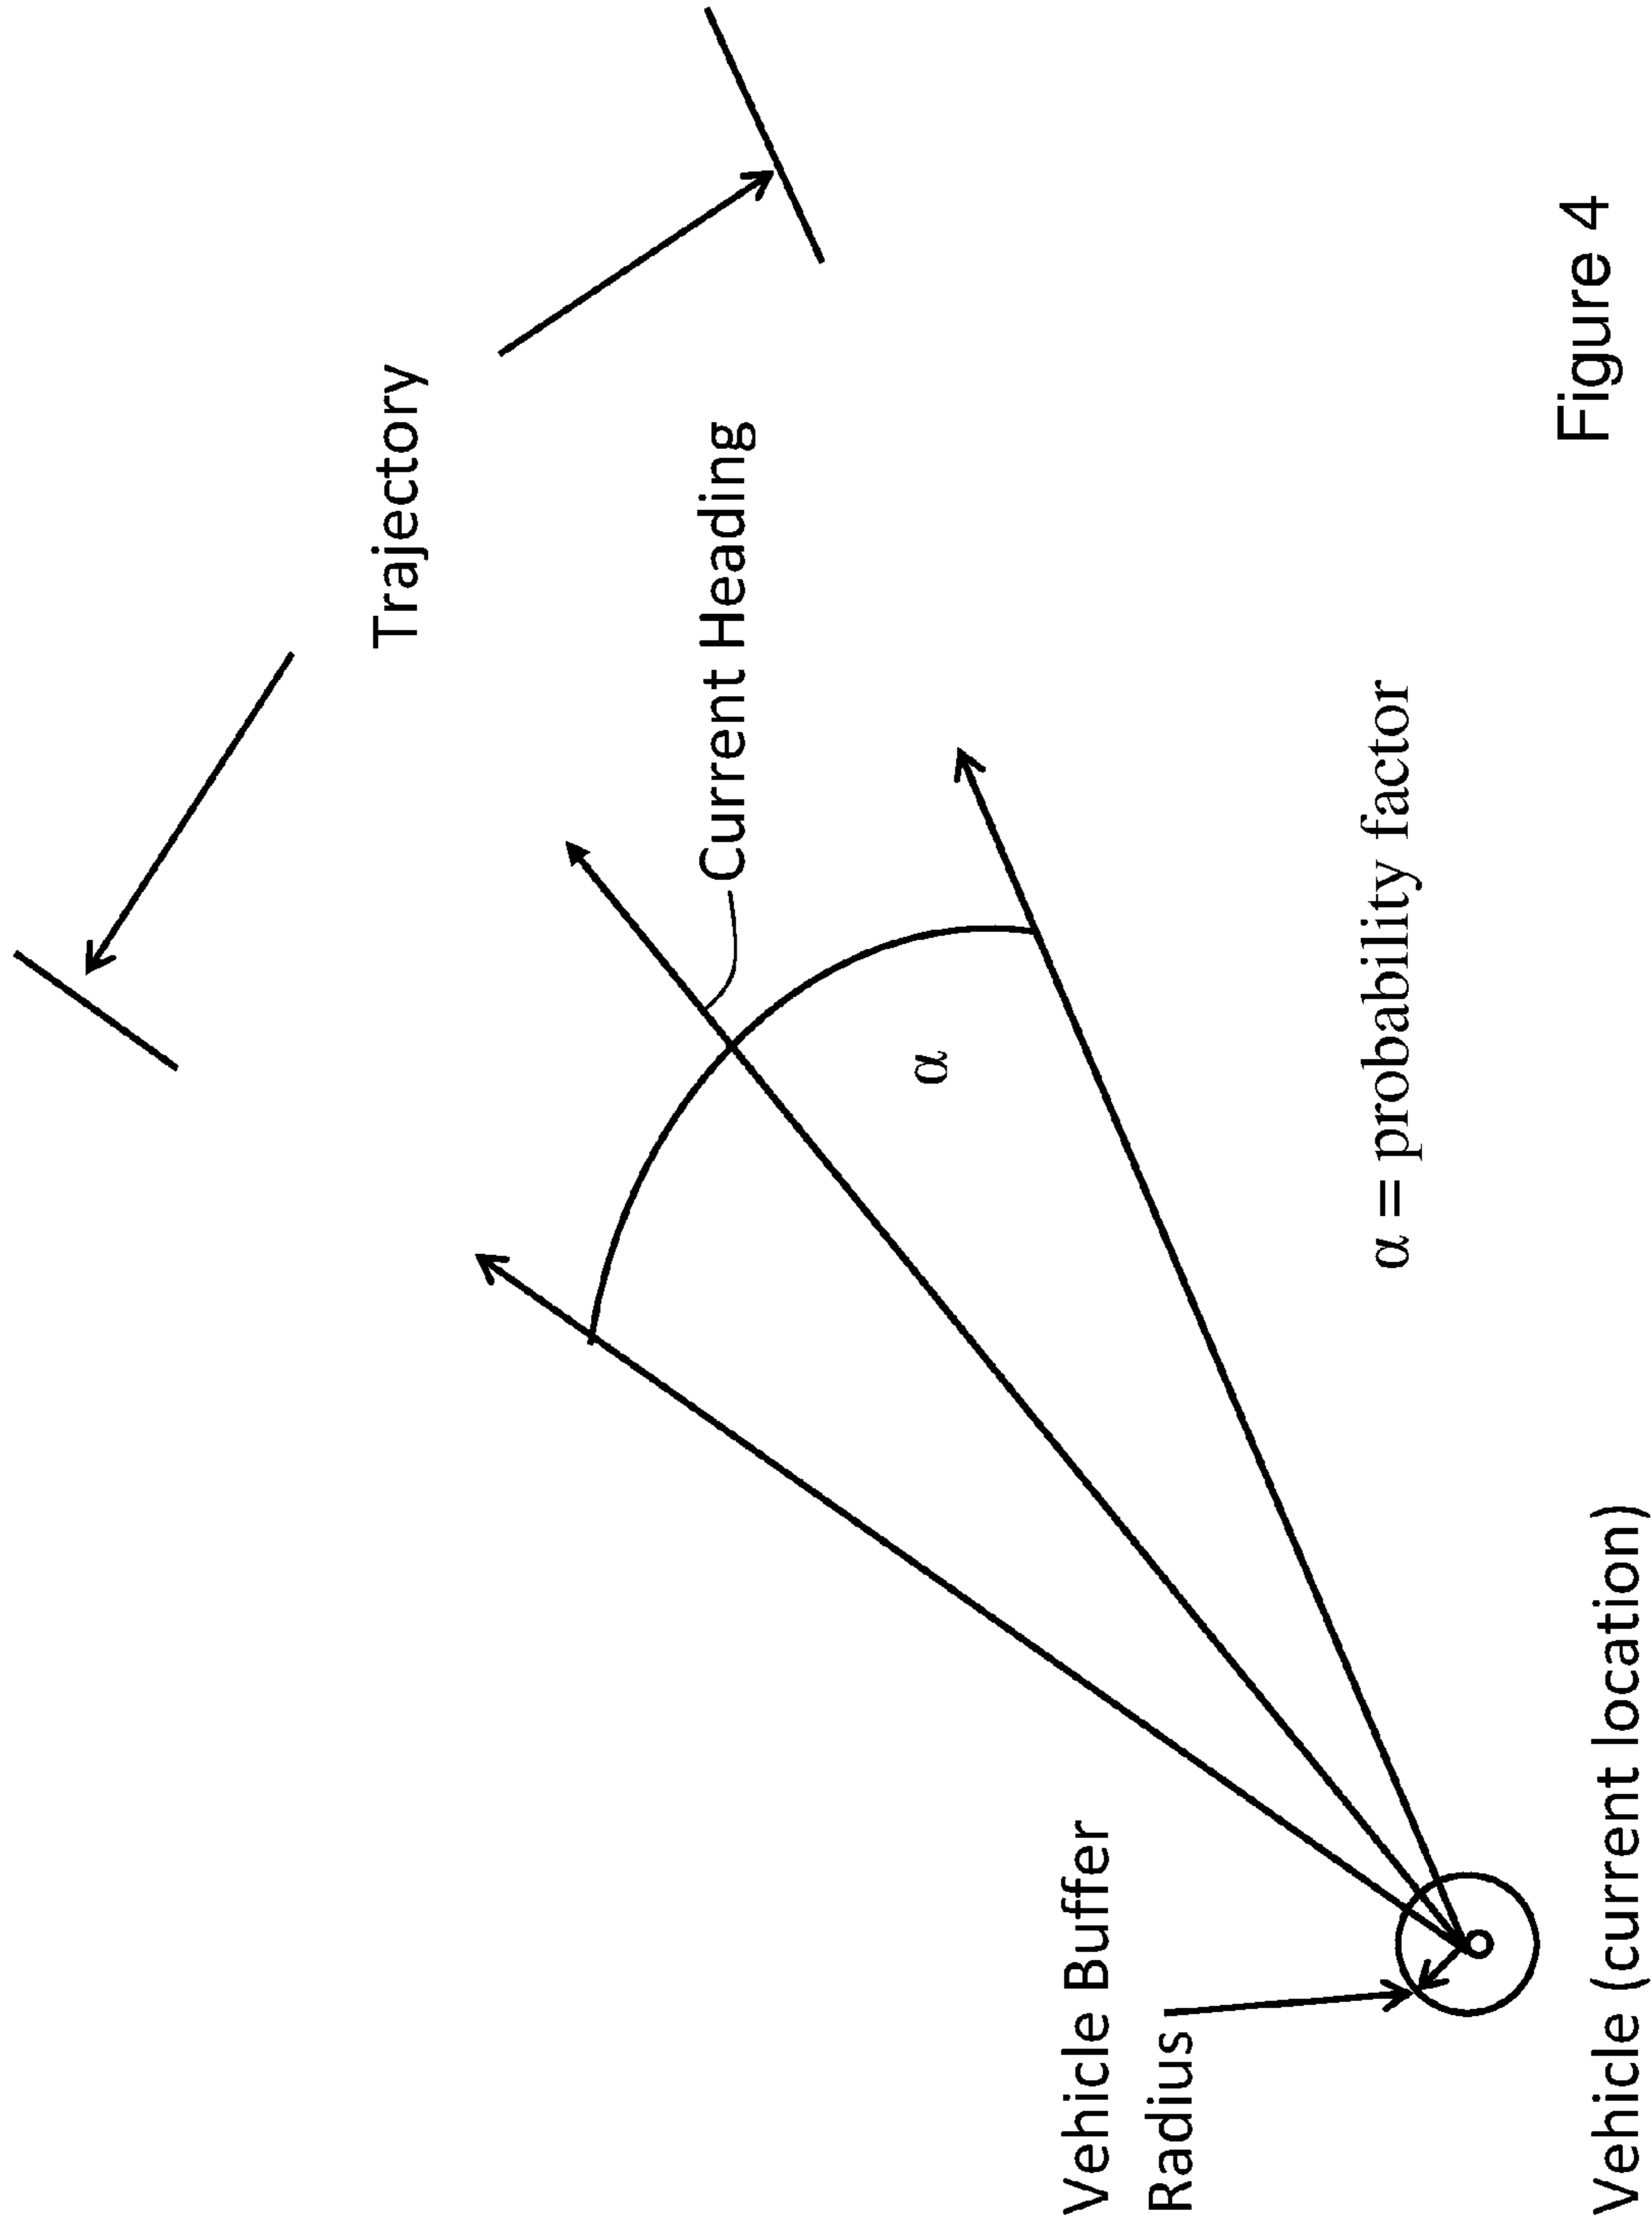 Trajectory
Current Heading
α
α = probability factor
Vehicle Buffer
Radius
Vehicle (current location)
Figure 4